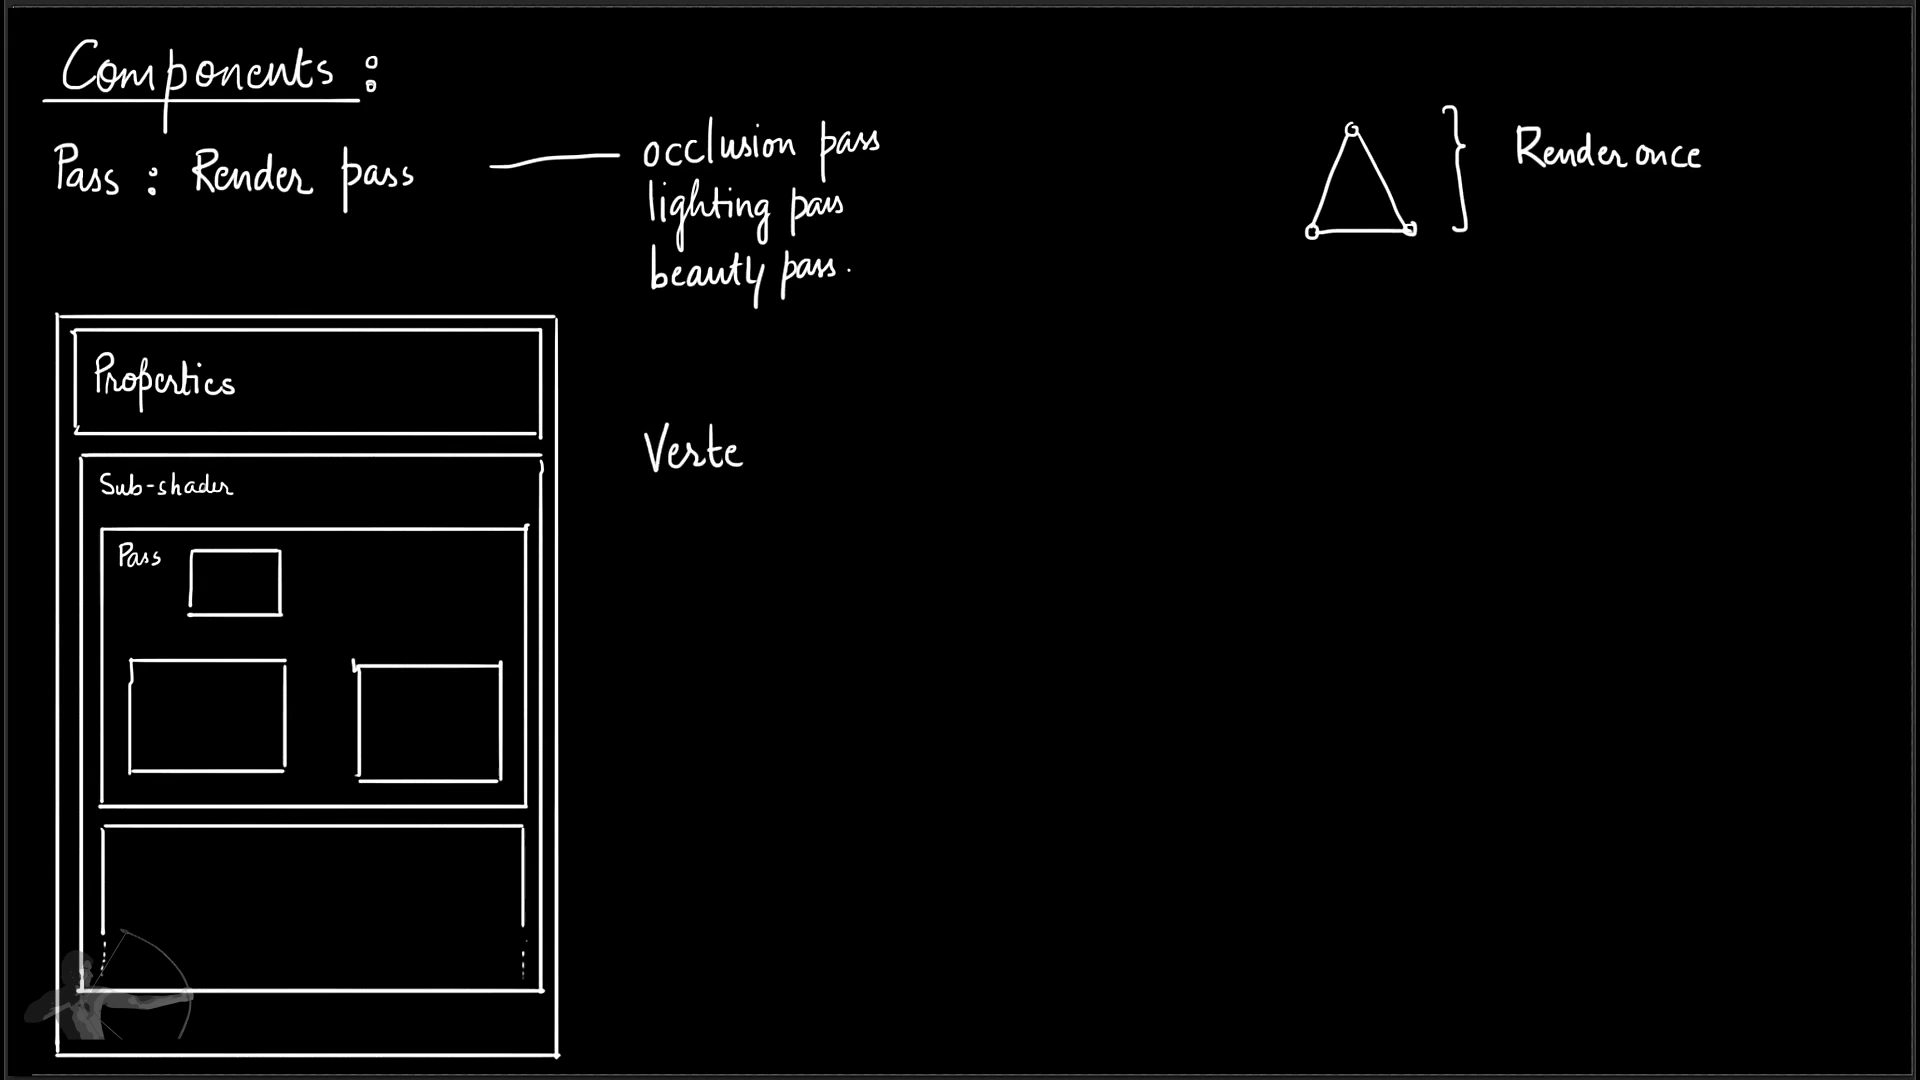 Components :
Pass : Render pass
occlusion pass
lighting pass
beauty pass.
Render once
Properties
Sub-shader
Pass
Verte